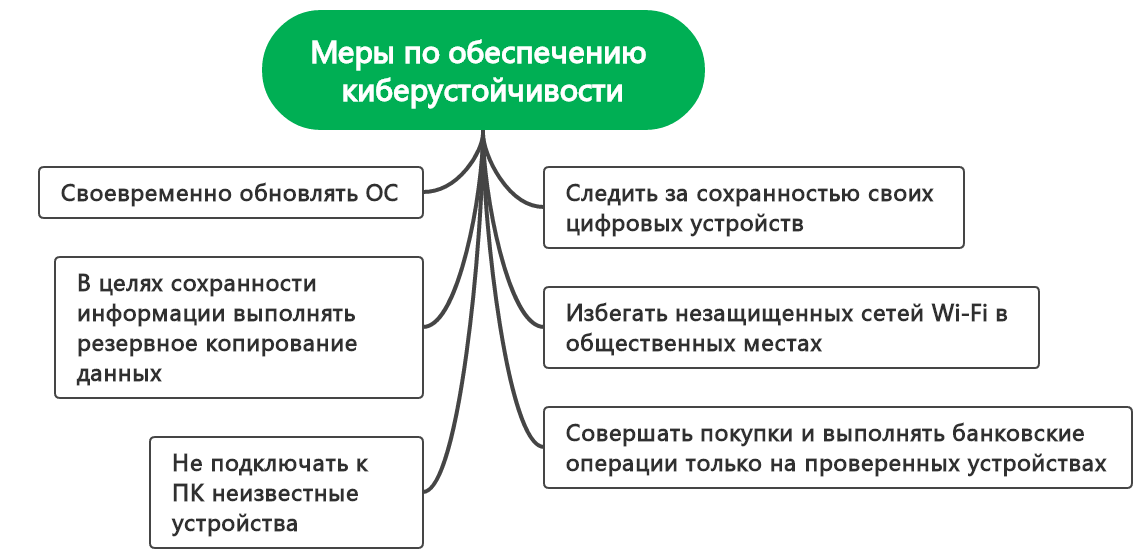 Меры по обеспечению
киберустойчивости
Своевременно обновлять ОС
В целях сохранности
информации выполнять
резервное копирование
данных
Не подключать к
ПК неизвестные
устройства
Следить за сохранностью своих
цифровых устройств
Избегать незащищенных сетей Wi-Fi в
общественных местах
Совершать покупки и выполнять банковские
операции только на проверенных устройствах